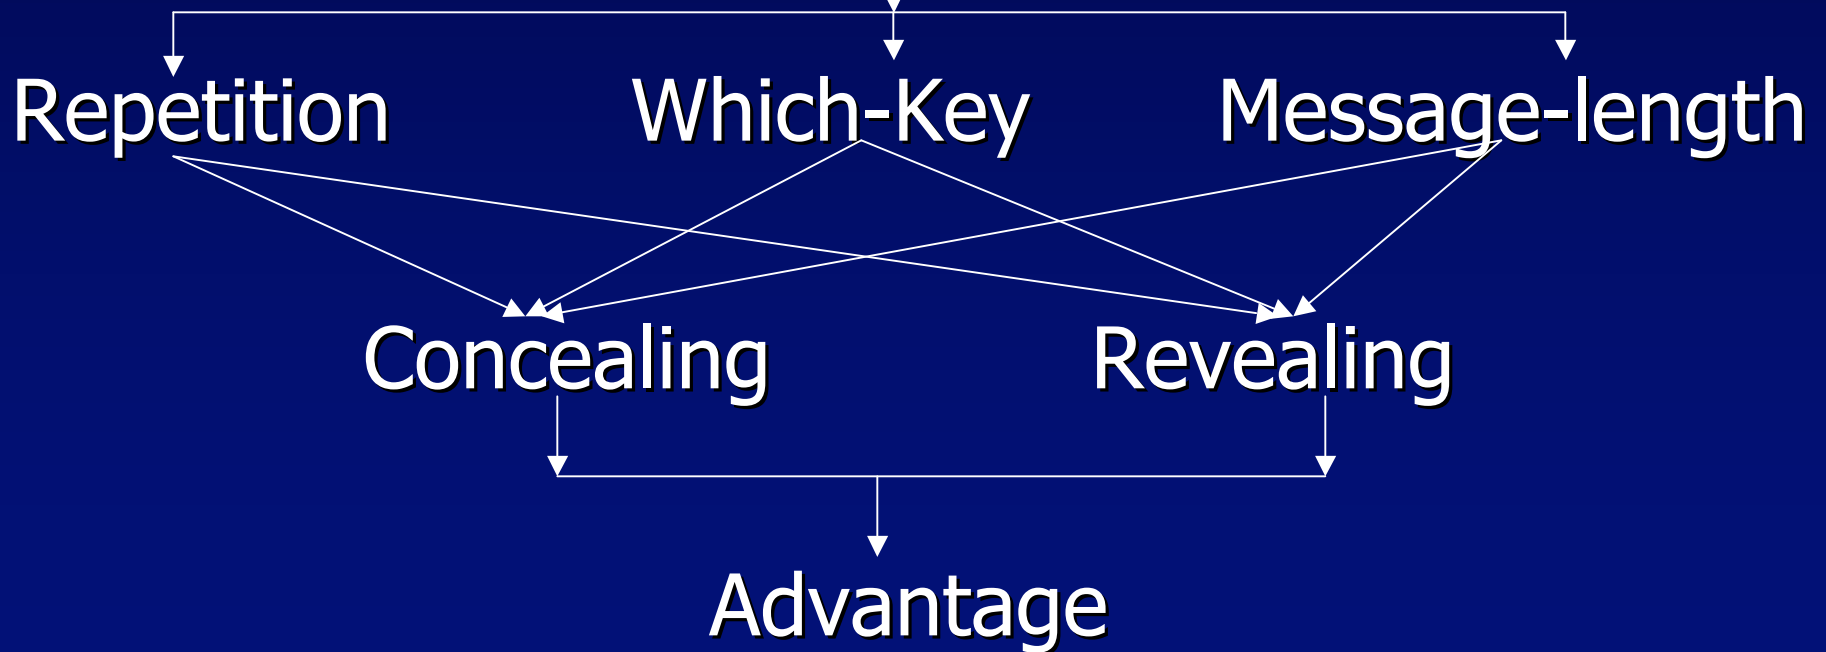 Repetition Which-Key Message-length
Concealing Revealing
Advantage